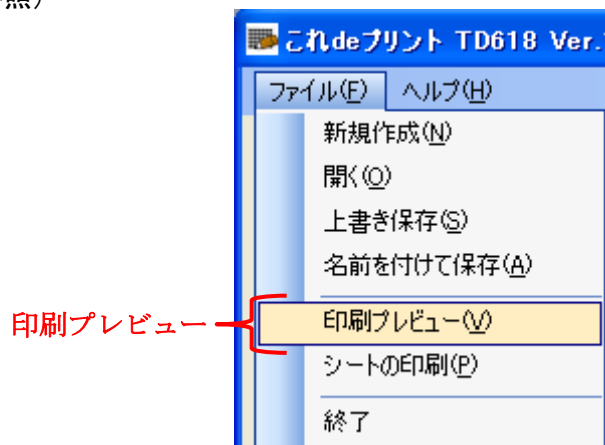 照）
これdeプリント TD618 Ver.
ファイル(F) ヘルプ(H)
新規作成(N)
開く(O)
上書き保存(S)
名前を付けて保存(A)
印刷プレビュー
印刷プレビュー(V)
シートの印刷(P)
終了